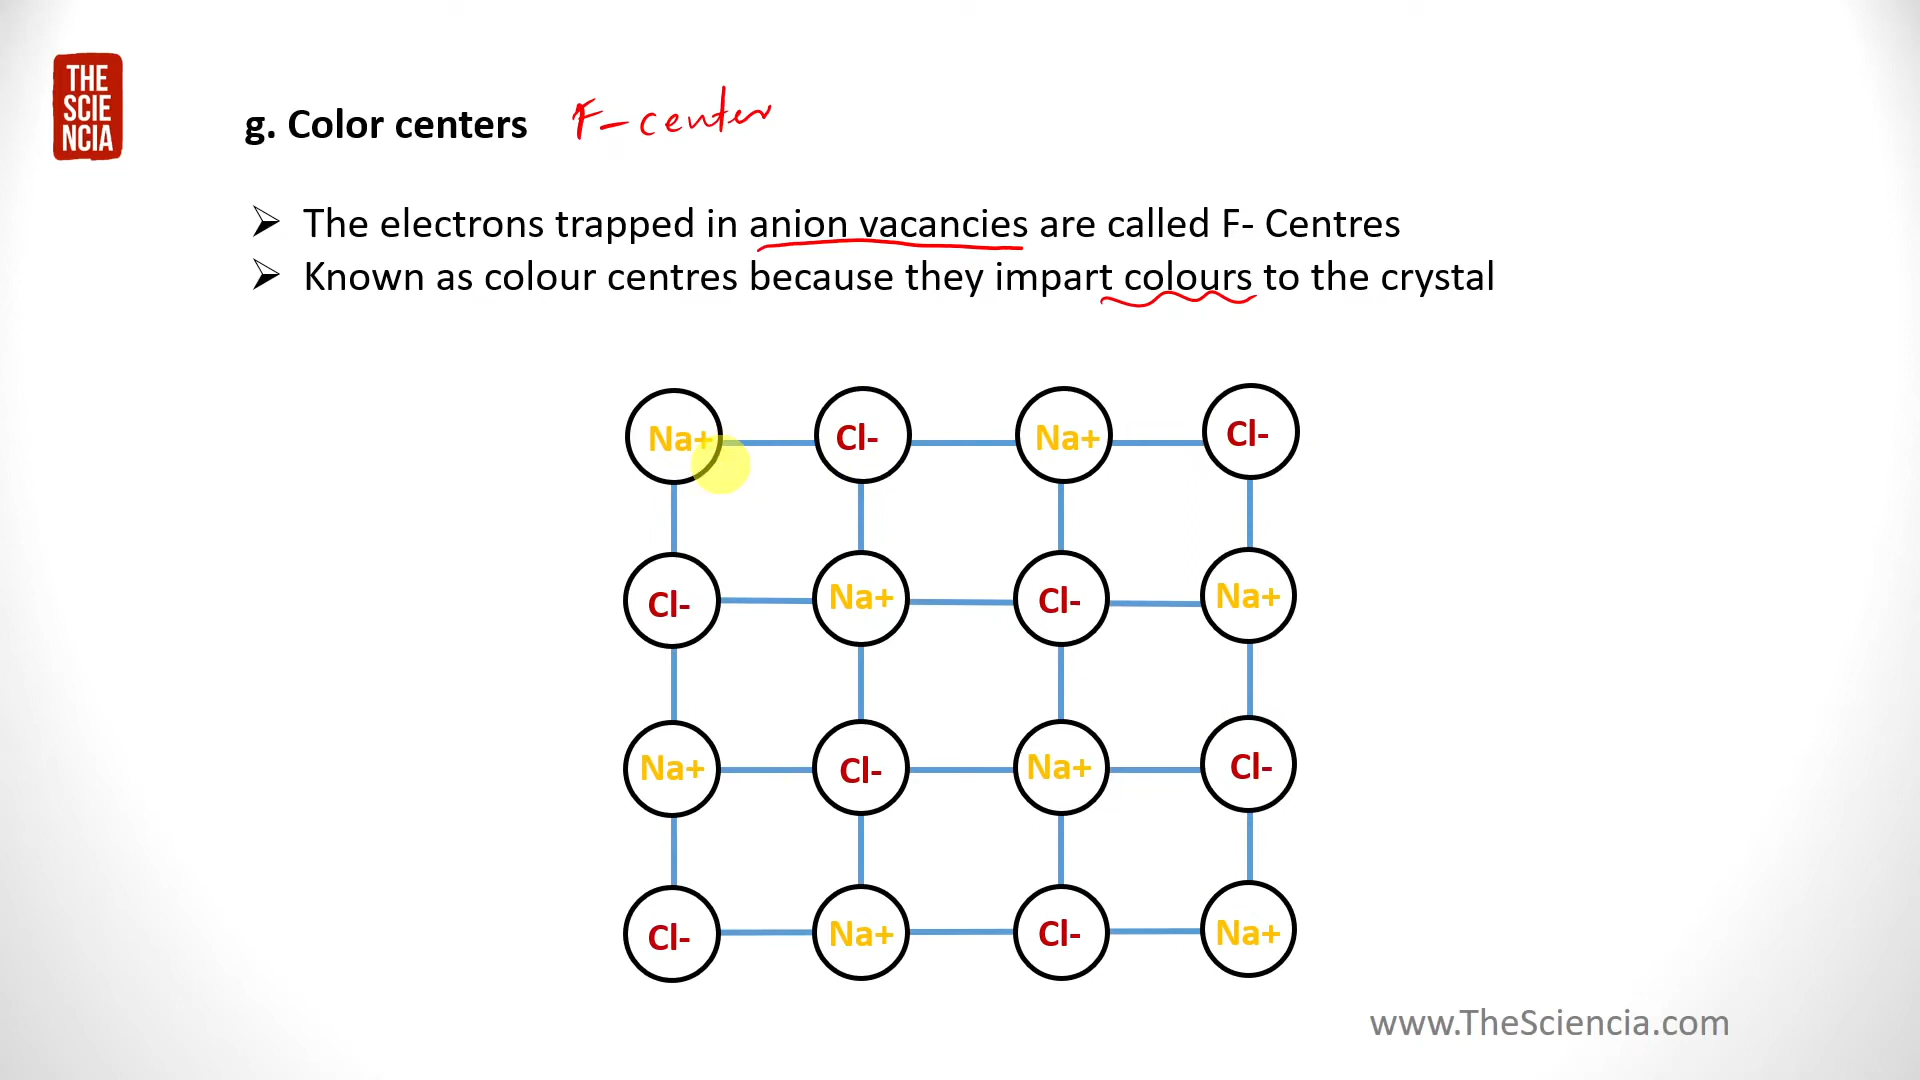 THE
SCIE
NCIA
g. Color centers F-center
The electrons trapped in anion vacancies are called F- Centres
Known as colour centres because they impart colours to the crystal
Na+ Cl- Na+ Cl-
Cl- Na+ Cl- Na+
Na+ Cl- Na+ Cl-
Cl- Na+ Cl- Na+
www.TheSciencia.com